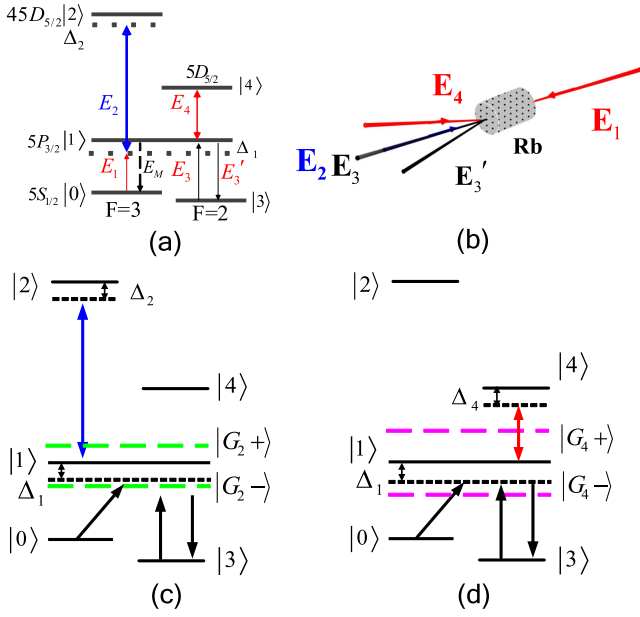 45D5/2|2⟩
Δ2
5D5/2
E2
E4
|4⟩
5P3/2|1⟩
Δ1
E1
EM
E3
E3′
5S1/2|0⟩
F=3
F=2
|3⟩
(a)
E4
E1
Rb
E2
E3
E3′
(b)
|2⟩
Δ2
|4⟩
|G2+⟩
|1⟩
Δ1
|G2−⟩
|0⟩
|3⟩
(c)
|2⟩
|4⟩
Δ4
|G4+⟩
|1⟩
Δ1
|G4−⟩
|0⟩
|3⟩
(d)